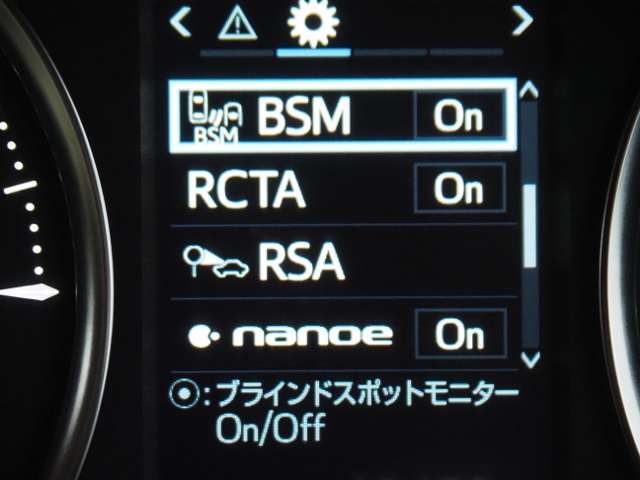 BSM BSM On
RCTA On
RSA
nanoe On
:ブラインドスポットモニター
On/Off